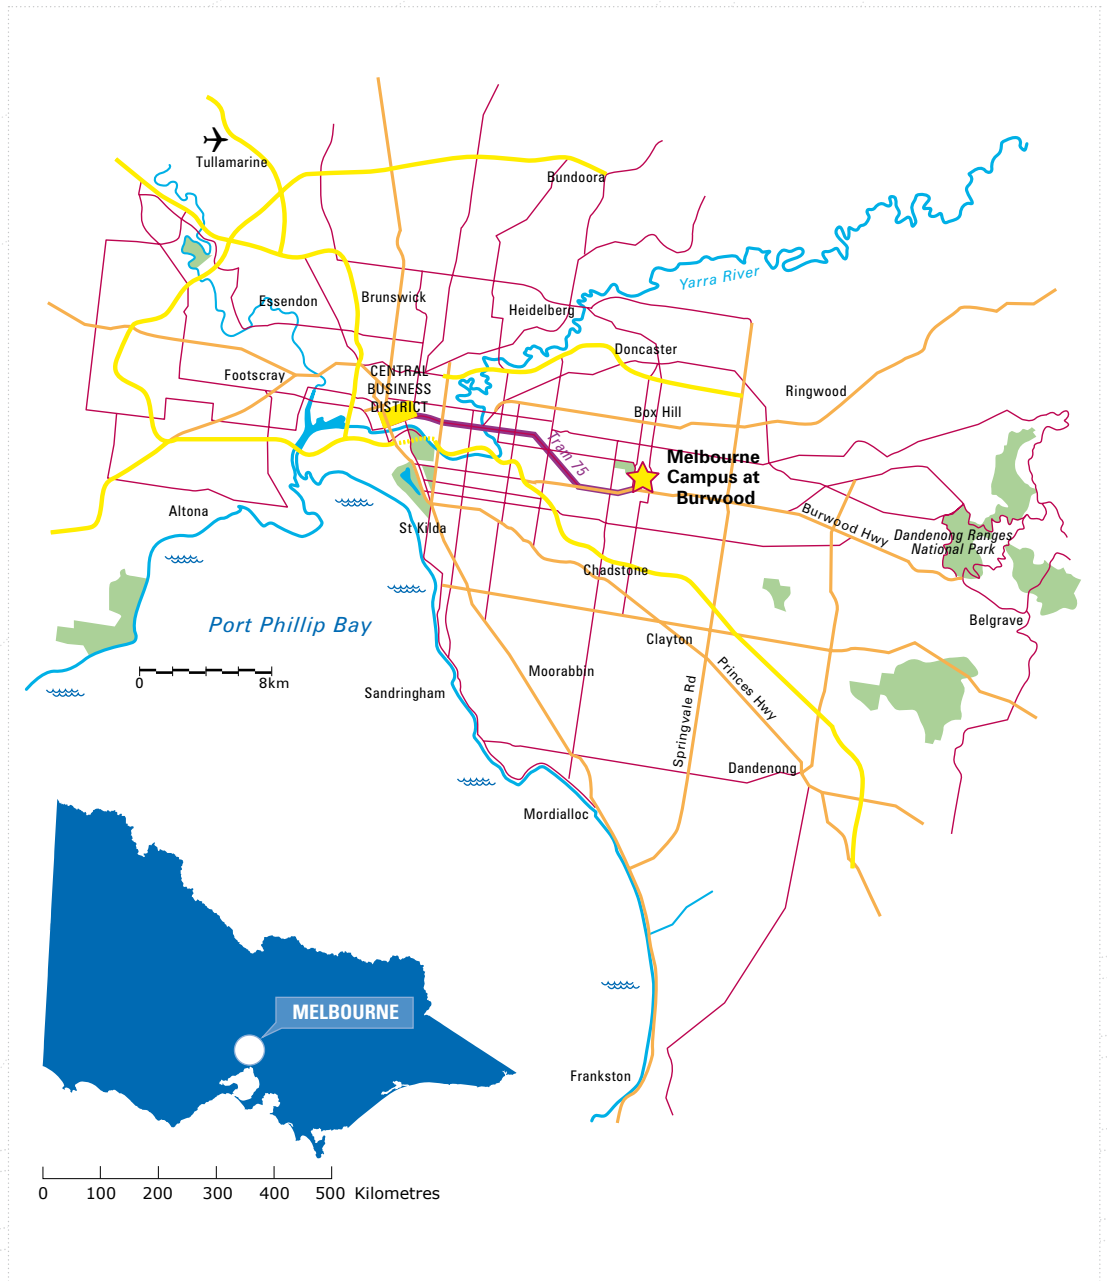 Tullamarine
Bundoora
Yarra River
Essendon
Brunswick
Heidelberg
Doncaster
Footscray
CENTRAL
BUSINESS
DISTRICT
Ringwood
Box Hill
Tram 75
Melbourne
Campus at
Burwood
Altona
St Kilda
Burwood Hwy
Dandenong Ranges
National Park
Chadstone
Port Phillip Bay
Belgrave
Clayton
Moorabbin
Princes Hwy
0 8km
Sandringham
Springvale Rd
Dandenong
Mordialloc
MELBOURNE
Frankston
0 100 200 300 400 500 Kilometres